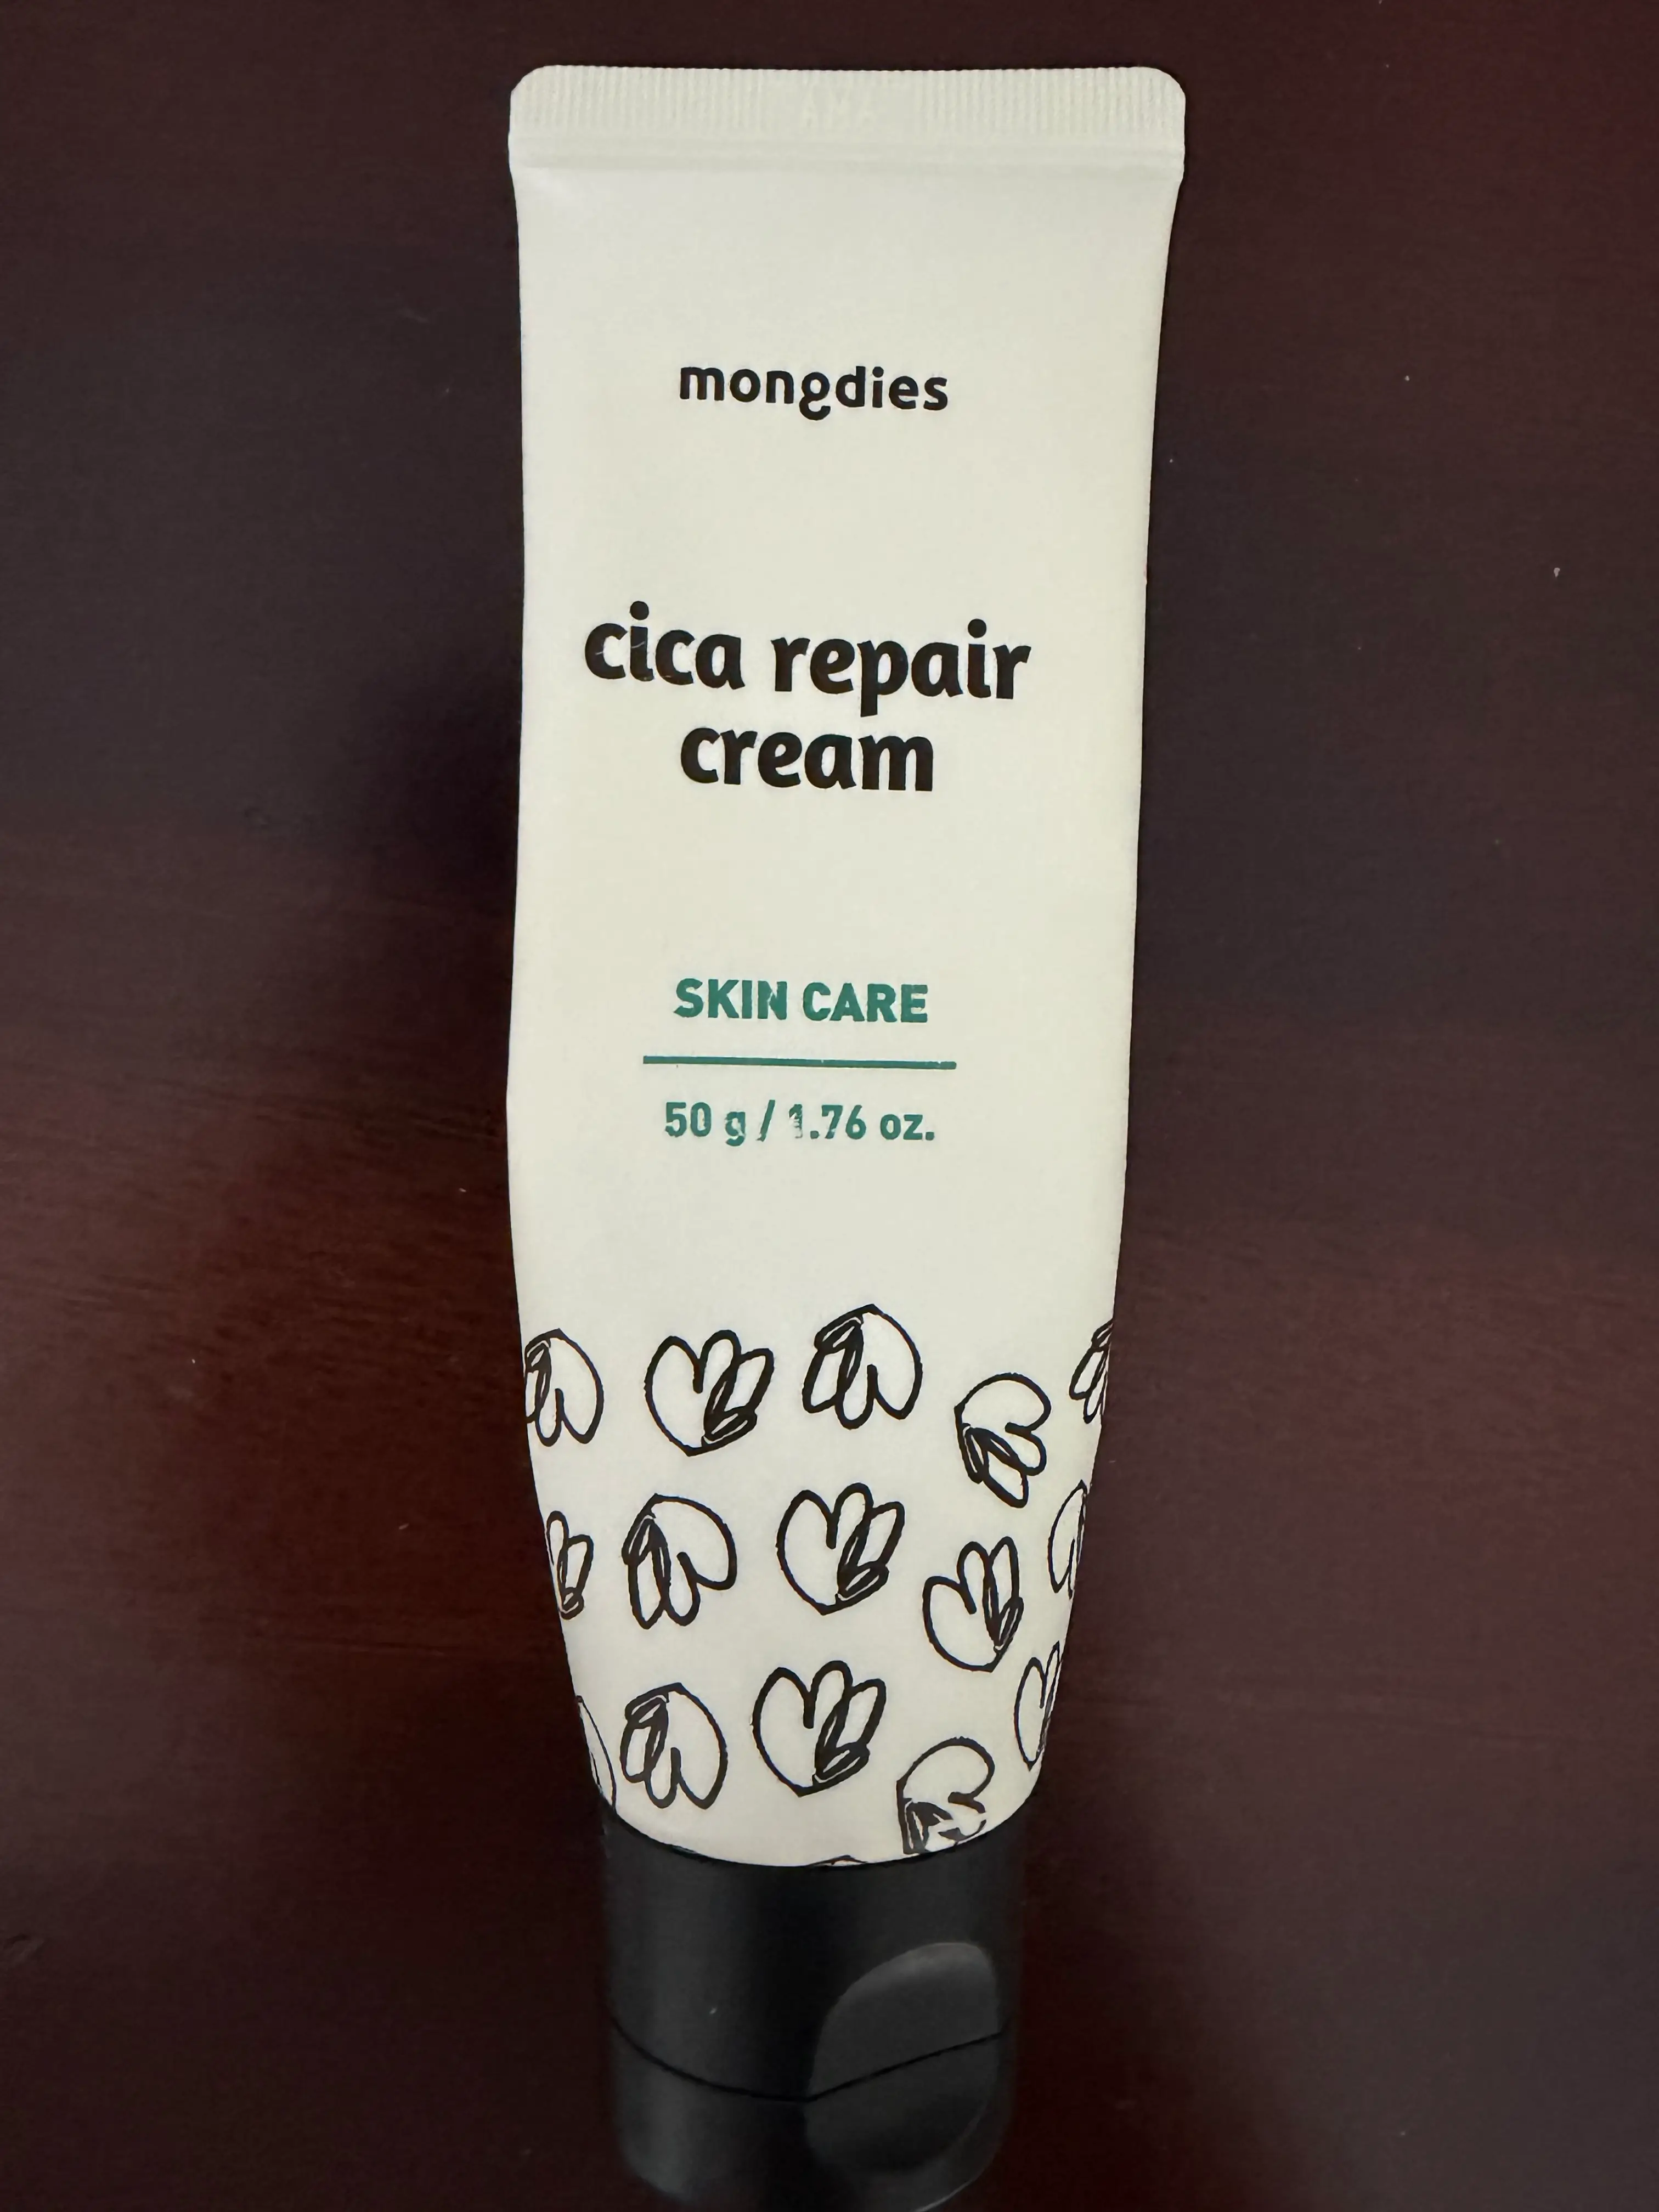 mongdies
cica repair
cream
SKIN CARE
50 g / 1.76 oz.